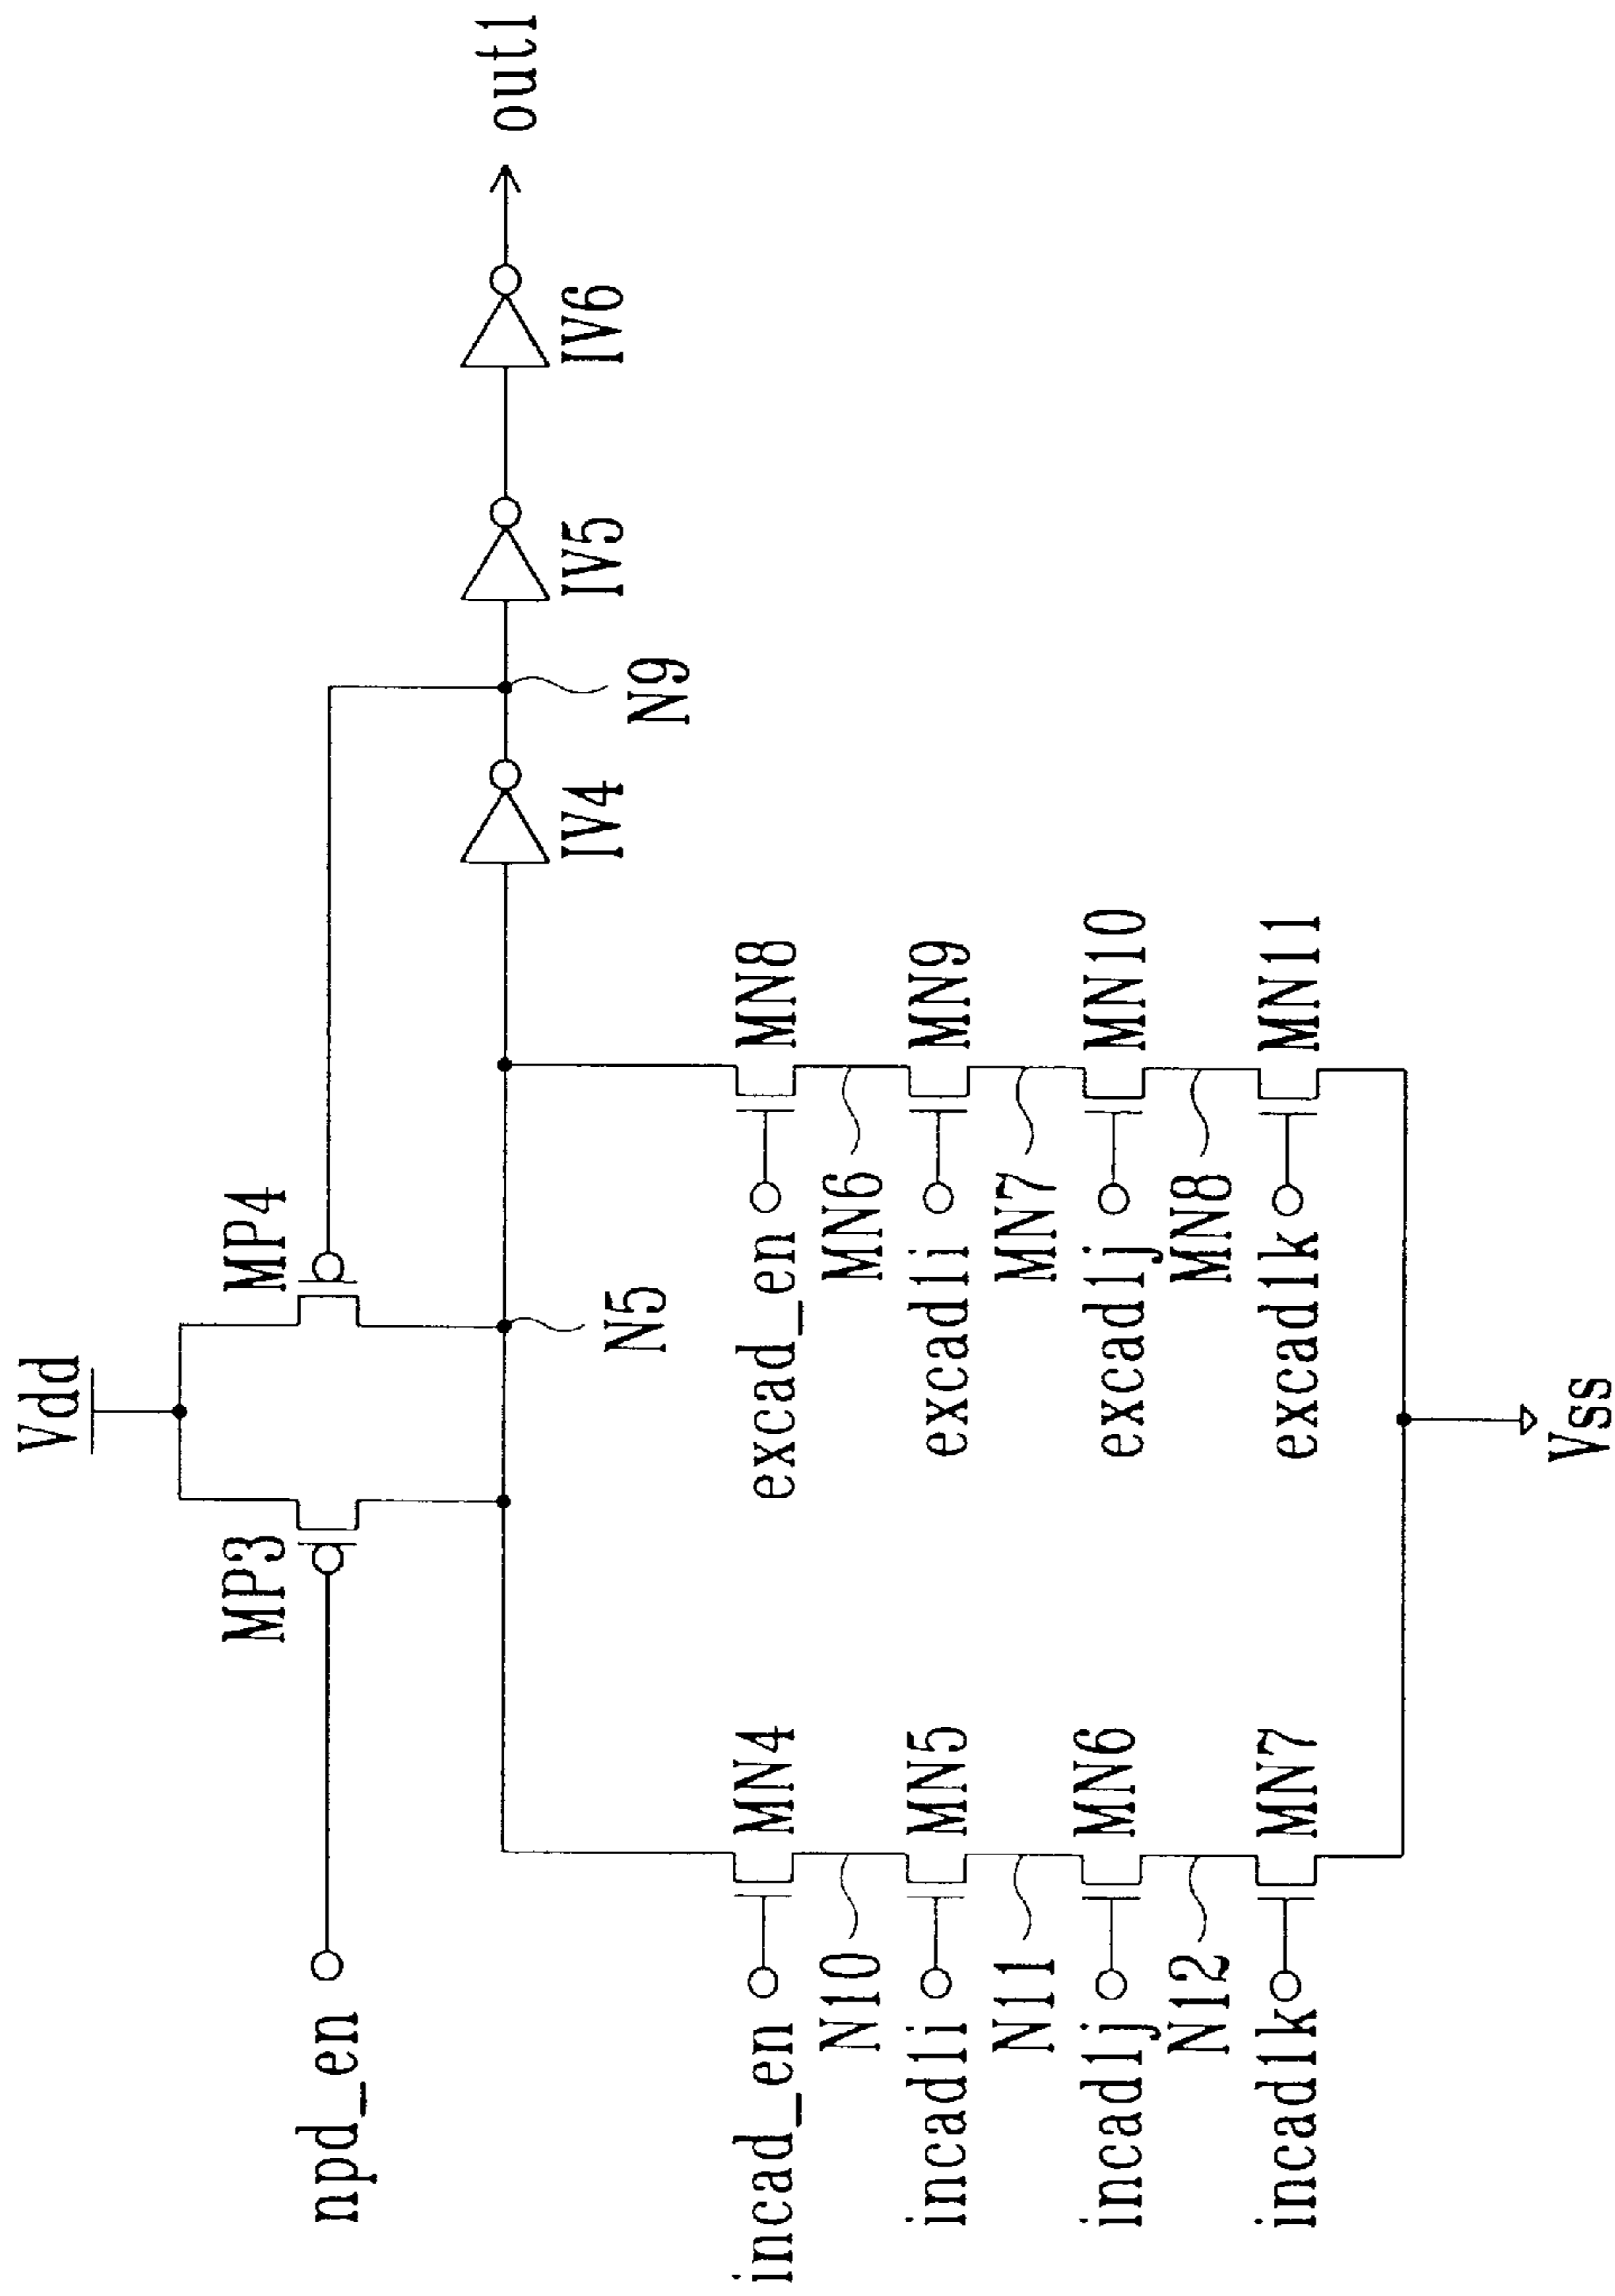 Vdd
MP3
MP4
mpd_en
N5
N9
IV4
IV5
IV6
out1
incad_en
MN4
N10
incad1i
MN5
N11
incad1j
MN6
N12
incad1k
MN7
excad_en
MN8
MN6
excad1i
MN9
MN7
excad1j
MN10
MN8
excad1k
MN11
Vss